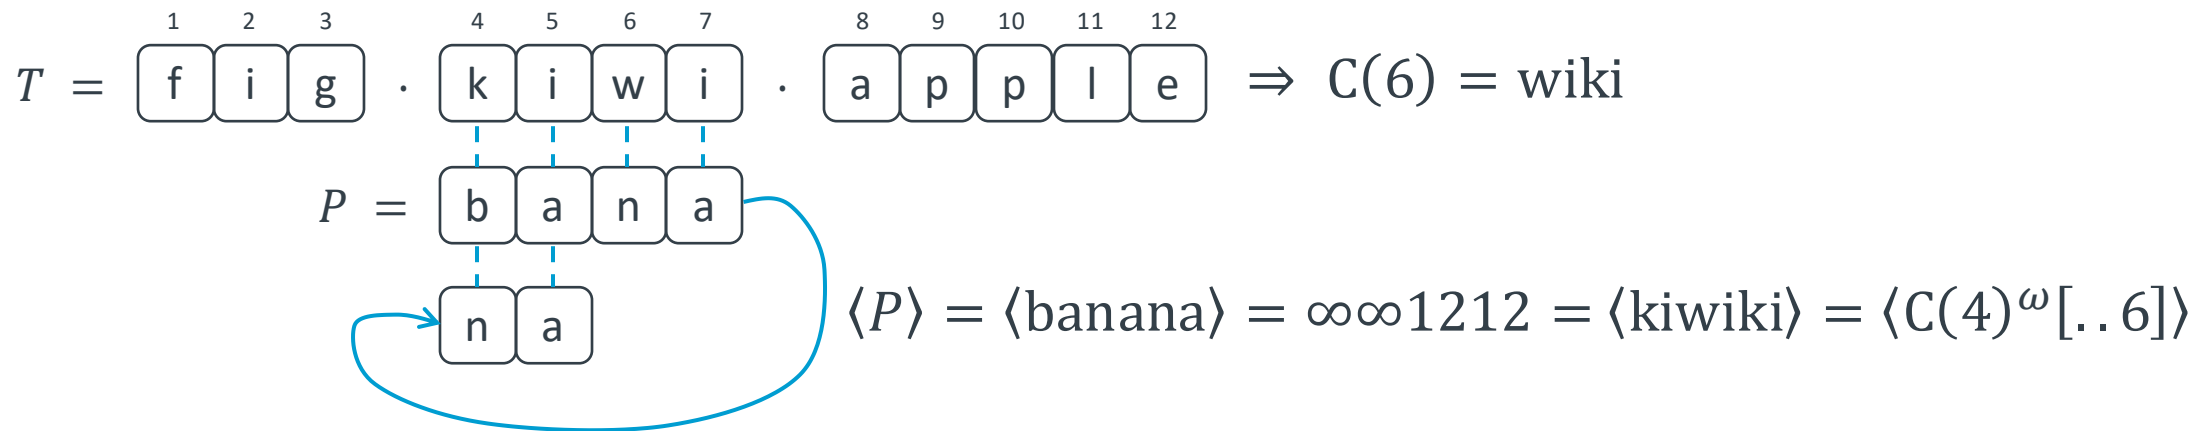 1 2 3 4 5 6 7 8 9 10 11 12
T = f i g · k i w i · a p p l e ⇒ C(6) = wiki
P = b a n a
n a
⟨P⟩ = ⟨banana⟩ = ∞∞1212 = ⟨kiwiki⟩ = ⟨C(4)^ω[..6]⟩